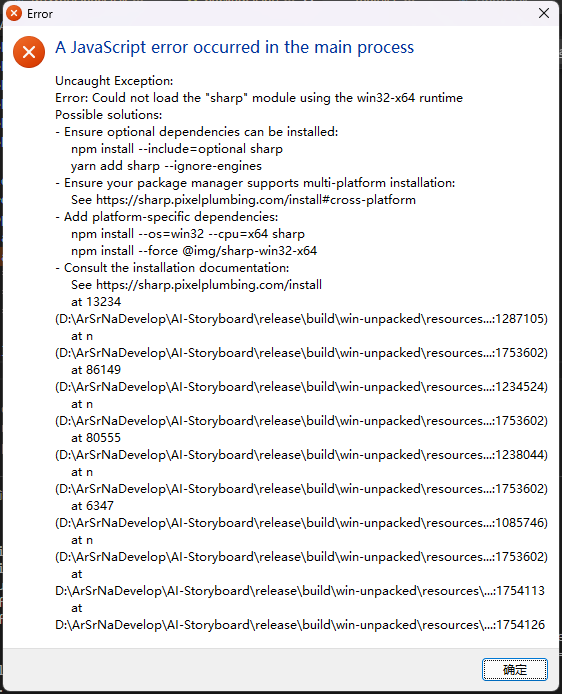 Error
A JavaScript error occurred in the main process
Uncaught Exception:
Error: Could not load the "sharp" module using the win32-x64 runtime
Possible solutions:
- Ensure optional dependencies can be installed:
npm install --include=optional sharp
yarn add sharp --ignore-engines
- Ensure your package manager supports multi-platform installation:
See https://sharp.pixelplumbing.com/install#cross-platform
- Add platform-specific dependencies:
npm install --os=win32 --cpu=x64 sharp
npm install --force @img/sharp-win32-x64
- Consult the installation documentation:
See https://sharp.pixelplumbing.com/install
at 13234
(D:\ArSrNaDevelop\AI-Storyboard\release\build\win-unpacked\resources...:1287105)
at n
(D:\ArSrNaDevelop\AI-Storyboard\release\build\win-unpacked\resources...:1753602)
at 86149
(D:\ArSrNaDevelop\AI-Storyboard\release\build\win-unpacked\resources...:1234524)
at n
(D:\ArSrNaDevelop\AI-Storyboard\release\build\win-unpacked\resources...:1753602)
at 80555
(D:\ArSrNaDevelop\AI-Storyboard\release\build\win-unpacked\resources...:1238044)
at n
(D:\ArSrNaDevelop\AI-Storyboard\release\build\win-unpacked\resources...:1753602)
at 6347
(D:\ArSrNaDevelop\AI-Storyboard\release\build\win-unpacked\resources...:1085746)
at n
(D:\ArSrNaDevelop\AI-Storyboard\release\build\win-unpacked\resources...:1753602)
at
D:\ArSrNaDevelop\AI-Storyboard\release\build\win-unpacked\resources\...:1754113
at
D:\ArSrNaDevelop\AI-Storyboard\release\build\win-unpacked\resources\...:1754126
确定